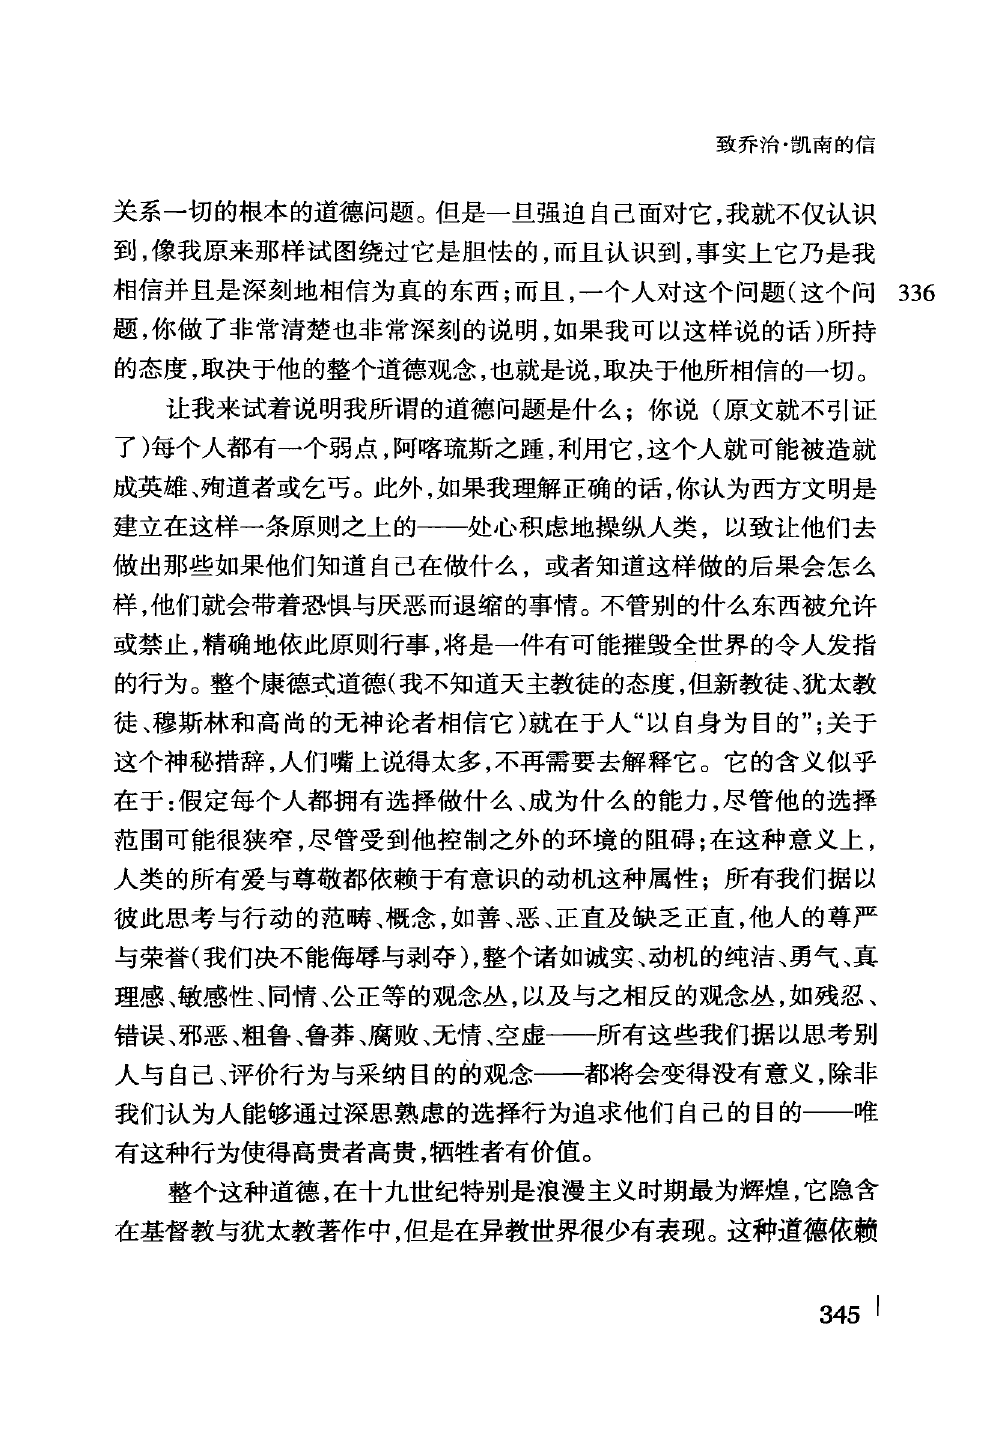 致乔治·凯南的信
关系一切的根本的道德问题。但是一旦强迫自己面对它,我就不仅认识
到,像我原来那样试图绕过它是胆怯的,而且认识到,事实上它乃是我
相信并且是深刻地相信为真的东西;而且,一个人对这个问题(这个问 336
题,你做了非常清楚也非常深刻的说明,如果我可以这样说的话)所持
的态度,取决于他的整个道德观念,也就是说,取决于他所相信的一切。
让我来试着说明我所谓的道德问题是什么；你说（原文就不引证
了)每个人都有一个弱点,阿喀琉斯之踵,利用它,这个人就可能被造就
成英雄、殉道者或乞丐。此外,如果我理解正确的话,你认为西方文明是
建立在这样一条原则之上的——处心积虑地操纵人类，以致让他们去
做出那些如果他们知道自己在做什么，或者知道这样做的后果会怎么
样,他们就会带着恐惧与厌恶而退缩的事情。不管别的什么东西被允许
或禁止,精确地依此原则行事,将是一件有可能摧毁全世界的令人发指
的行为。整个康德式道德(我不知道天主教徒的态度,但新教徒、犹太教
徒、穆斯林和高尚的无神论者相信它)就在于人“以自身为目的”;关于
这个神秘措辞,人们嘴上说得太多,不再需要去解释它。它的含义似乎
在于:假定每个人都拥有选择做什么、成为什么的能力,尽管他的选择
范围可能很狭窄,尽管受到他控制之外的环境的阻碍;在这种意义上,
人类的所有爱与尊敬都依赖于有意识的动机这种属性；所有我们据以
彼此思考与行动的范畴、概念,如善、恶、正直及缺乏正直,他人的尊严
与荣誉(我们决不能侮辱与剥夺),整个诸如诚实、动机的纯洁、勇气、真
理感、敏感性、同情、公正等的观念丛,以及与之相反的观念丛,如残忍、
错误、邪恶、粗鲁、鲁莽、腐败、无情、空虚——所有这些我们据以思考别
人与自己、评价行为与采纳目的的观念——都将会变得没有意义,除非
我们认为人能够通过深思熟虑的选择行为追求他们自己的目的——唯
有这种行为使得高贵者高贵,牺牲者有价值。
整个这种道德,在十九世纪特别是浪漫主义时期最为辉煌,它隐含
在基督教与犹太教著作中,但是在异教世界很少有表现。这种道德依赖
345